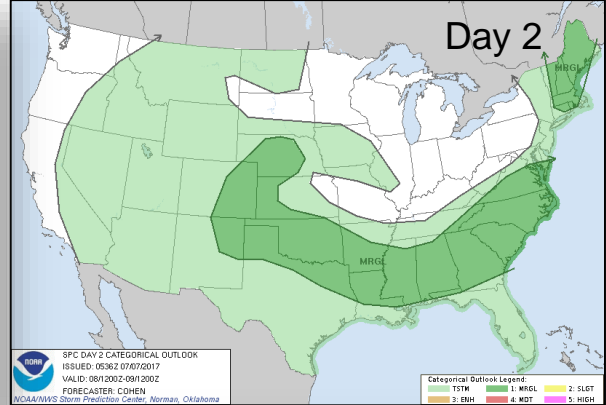 Day 2
MRGL
MRGL
NOAA
SPC DAY 2 CATEGORICAL OUTLOOK
ISSUED: 0536Z 07/07/2017
VALID: 08/1200Z-09/1200Z
FORECASTER: COHEN
NOAA/NWS Storm Prediction Center, Norman, Oklahoma
Categorical Outlook Legend:
TSTM 1: MRGL 2: SLGT
3: ENH 4: MDT 5: HIGH